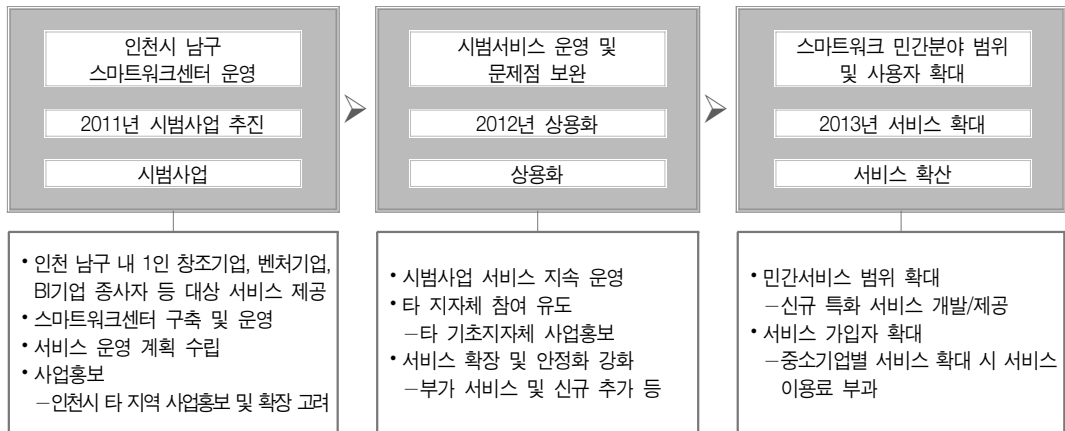 인천시 남구
스마트워크센터 운영
2011년 시범사업 추진
시범사업
시범서비스 운영 및
문제점 보완
2012년 상용화
상용화
스마트워크 민간분야 범위
및 사용자 확대
2013년 서비스 확대
서비스 확산
• 인천 남구 내 1인 창조기업, 벤처기업,
BI기업 종사자 등 대상 서비스 제공
• 스마트워크센터 구축 및 운영
• 서비스 운영 계획 수립
• 사업홍보
－인천시 타 지역 사업홍보 및 확장 고려
• 시범사업 서비스 지속 운영
• 타 지자체 참여 유도
－타 기초지자체 사업홍보
• 서비스 확장 및 안정화 강화
－부가 서비스 및 신규 추가 등
• 민간서비스 범위 확대
－신규 특화 서비스 개발/제공
• 서비스 가입자 확대
－중소기업별 서비스 확대 시 서비스
이용료 부과